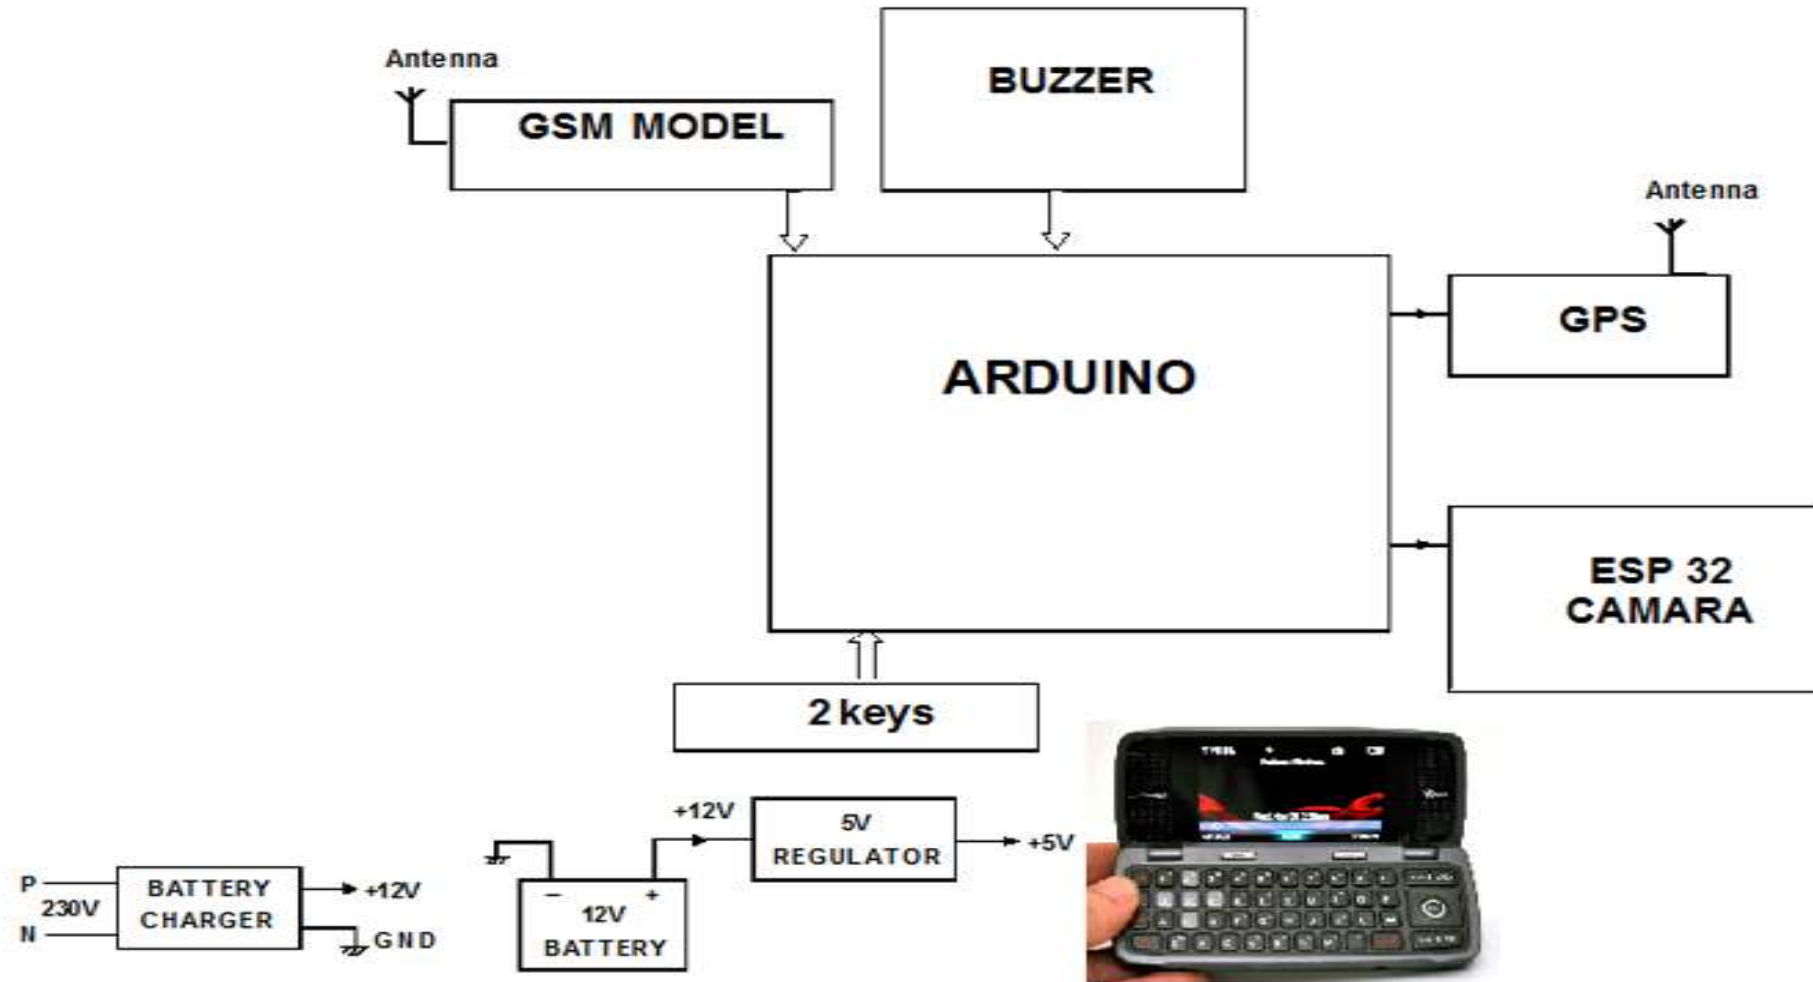 Antenna
GSM MODEL
BUZZER
Antenna
GPS
ARDUINO
ESP 32
CAMARA
2 keys
+12V
5V
REGULATOR
+5V
P
230V
N
BATTERY
CHARGER
+12V
GND
– +
12V
BATTERY